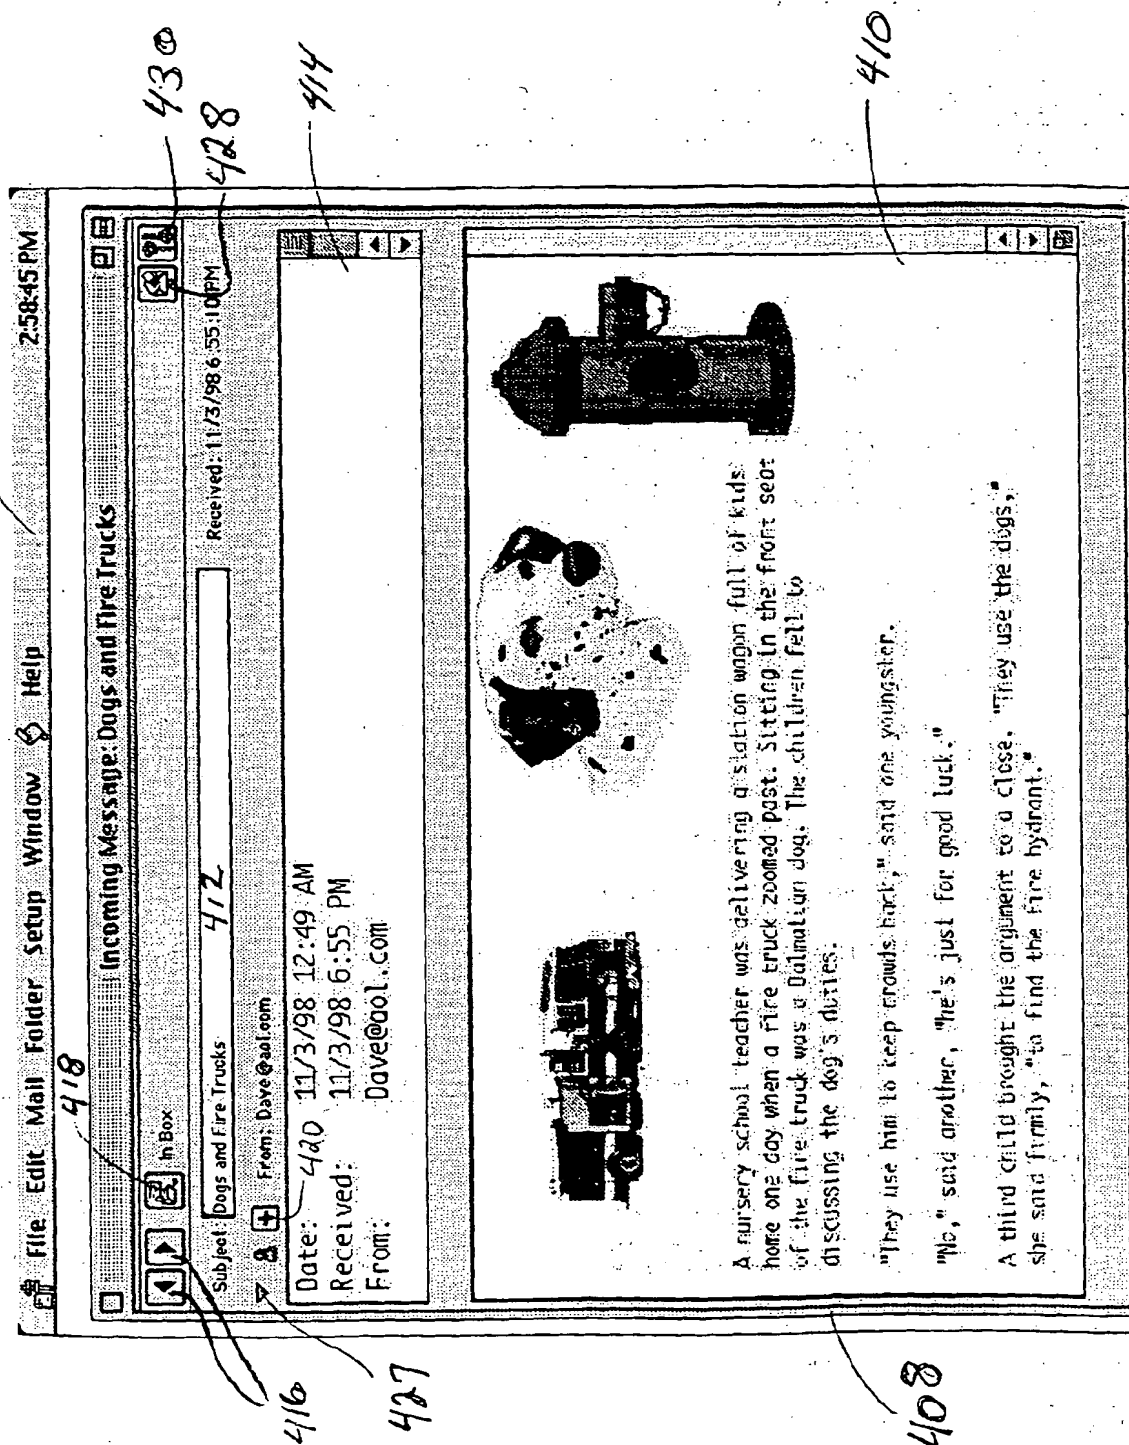 File Edit Mail Folder Setup Window Help 2:58:45 PM
418
Incoming Message: Dogs and Fire Trucks
430
In Box
428
Subject: Dogs and Fire Trucks 412 Received: 11/3/98 6:55:10 PM
From: Dave@aol.com
416
427
420
414
Date: 11/3/98 12:49 AM
Received: 11/3/98 6:55 PM
From: Dave@aol.com
A nursery school teacher was delivering a station wagon full of kids
home one day when a fire truck zoomed past. Sitting in the front seat
of the fire truck was a Dalmation dog. The children fell to
discussing the dog's duties.
"They use him to keep crowds back," said one youngster.
"No," said another, "he's just for good luck."
A third child brought the argument to a close. "They use the dogs,"
she said firmly, "to find the fire hydrant."
408
410